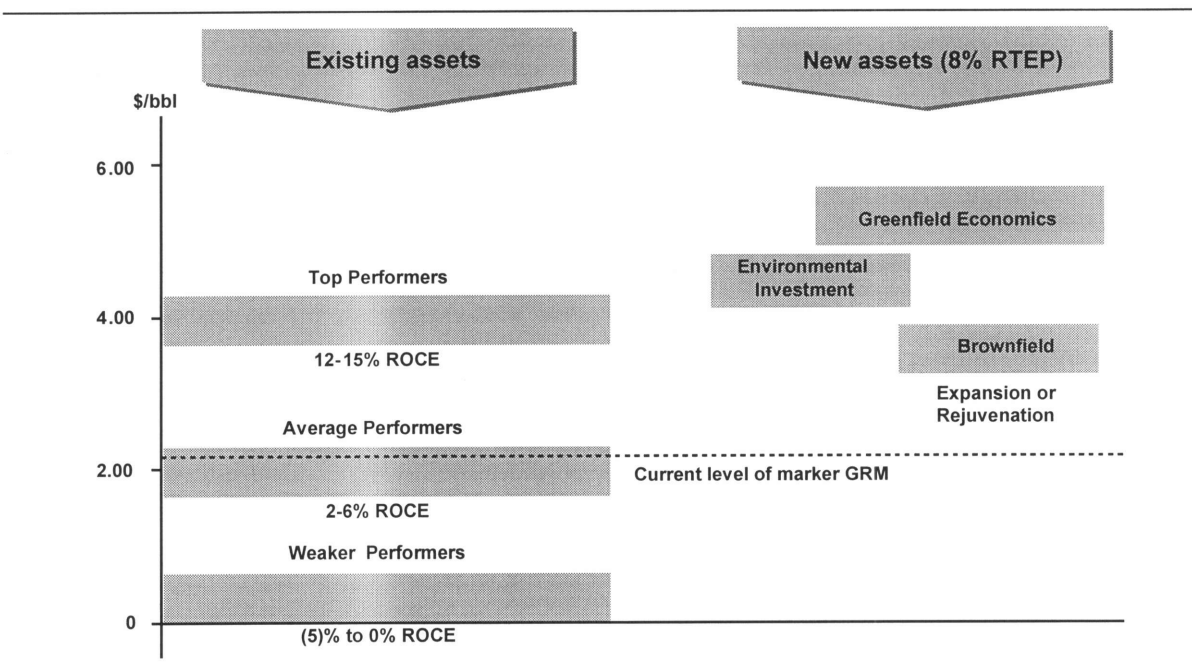 Existing assets
New assets (8% RTEP)
$/bbl
6.00
Greenfield Economics
Environmental
Investment
Top Performers
4.00
12-15% ROCE
Brownfield
Expansion or
Rejuvenation
Average Performers
2.00
Current level of marker GRM
2-6% ROCE
Weaker Performers
0
(5)% to 0% ROCE